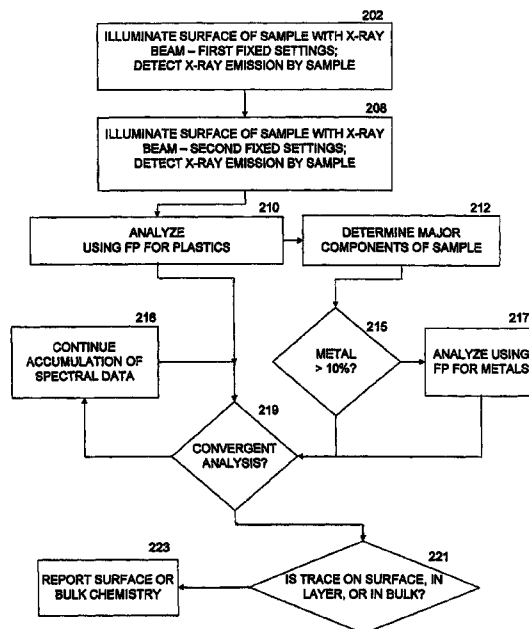 202
ILLUMINATE SURFACE OF SAMPLE WITH X-RAY
BEAM – FIRST FIXED SETTINGS;
DETECT X-RAY EMISSION BY SAMPLE
208
ILLUMINATE SURFACE OF SAMPLE WITH X-RAY
BEAM – SECOND FIXED SETTINGS;
DETECT X-RAY EMISSION BY SAMPLE
210
ANALYZE
USING FP FOR PLASTICS
212
DETERMINE MAJOR
COMPONENTS OF SAMPLE
216
CONTINUE
ACCUMULATION OF
SPECTRAL DATA
215
METAL
> 10%?
217
ANALYZE USING
FP FOR METALS
219
CONVERGENT
ANALYSIS?
223
REPORT SURFACE OR
BULK CHEMISTRY
221
IS TRACE ON SURFACE, IN
LAYER, OR IN BULK?